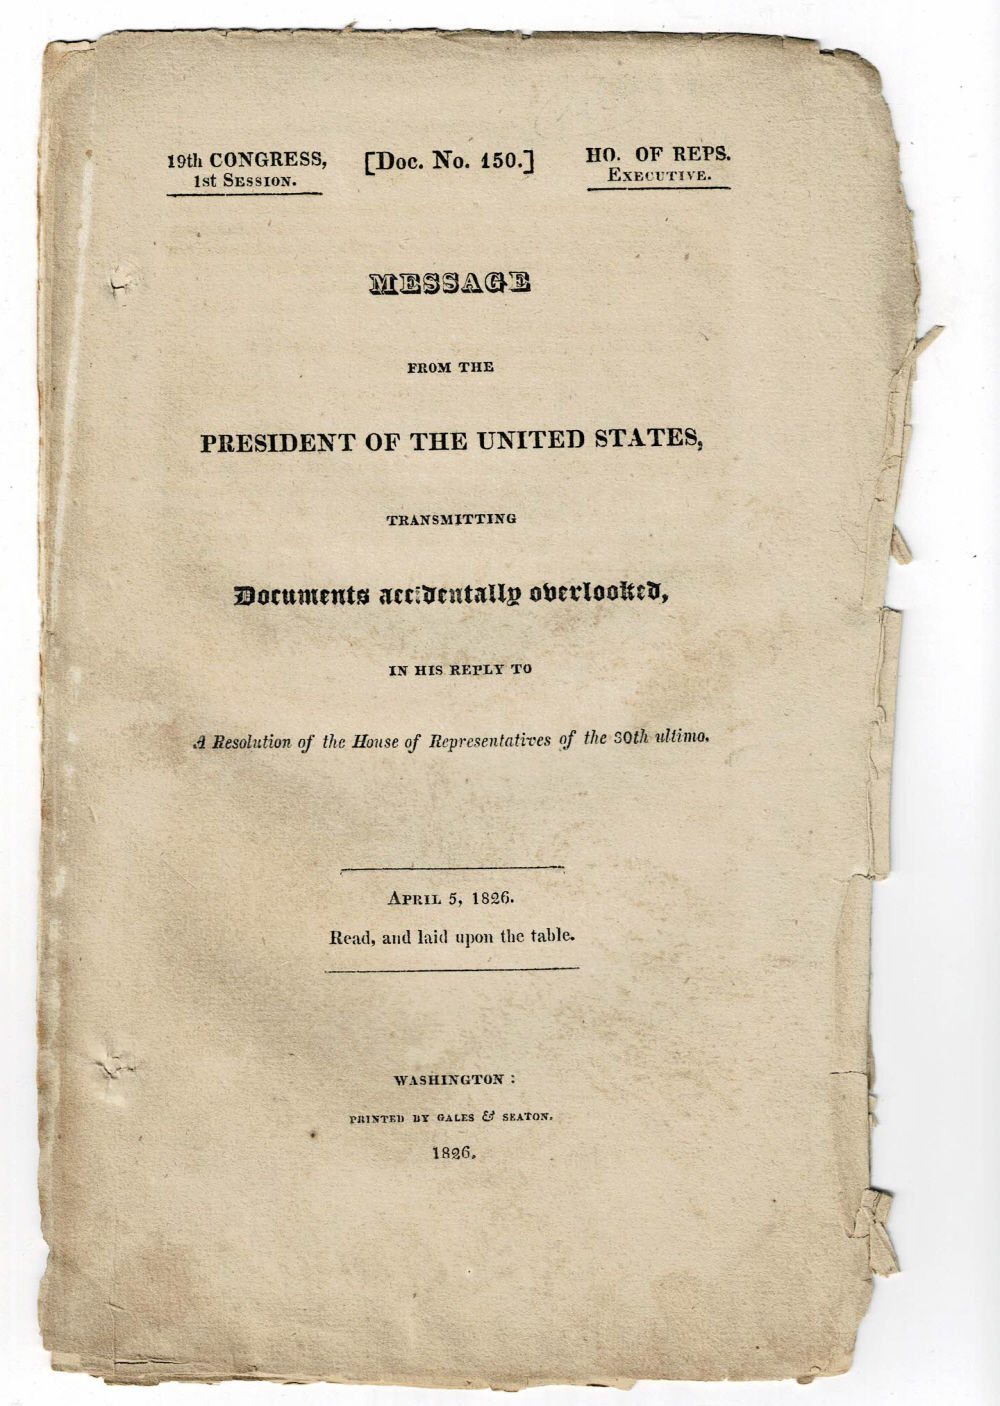 19th CONGRESS, [Doc. No. 150.] HO. OF REPS.
1st SESSION. EXECUTIVE.
MESSAGE
FROM THE
PRESIDENT OF THE UNITED STATES,
TRANSMITTING
Documents accidentally overlooked,
IN HIS REPLY TO
A Resolution of the House of Representatives of the 30th ultimo.
APRIL 5, 1826.
Read, and laid upon the table.
WASHINGTON:
PRINTED BY GALES & SEATON.
1826.